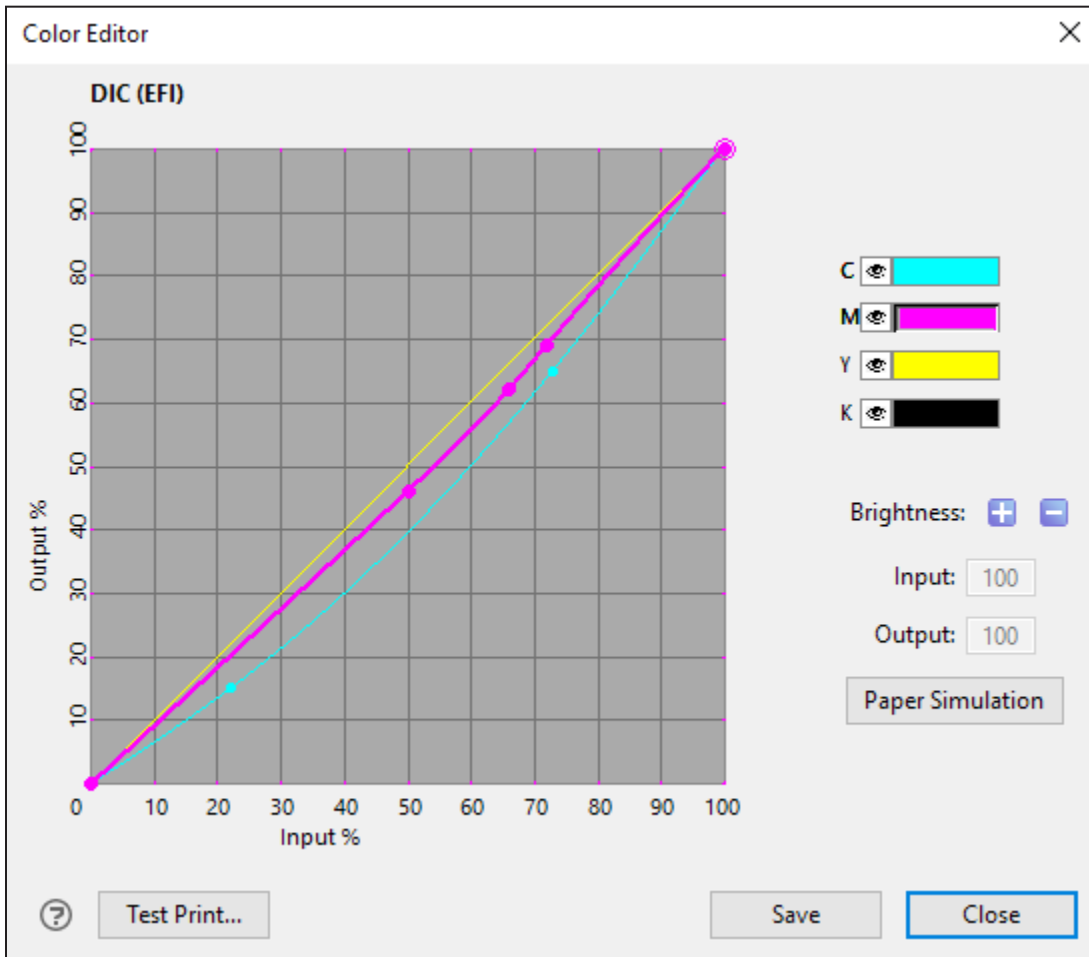 Color Editor
DIC (EFI)
100
90
80
70
60
50
40
30
20
10
Output %
0 10 20 30 40 50 60 70 80 90 100
Input %
C
M
Y
K
Brightness:
Input: 100
Output: 100
Paper Simulation
? Test Print... Save Close